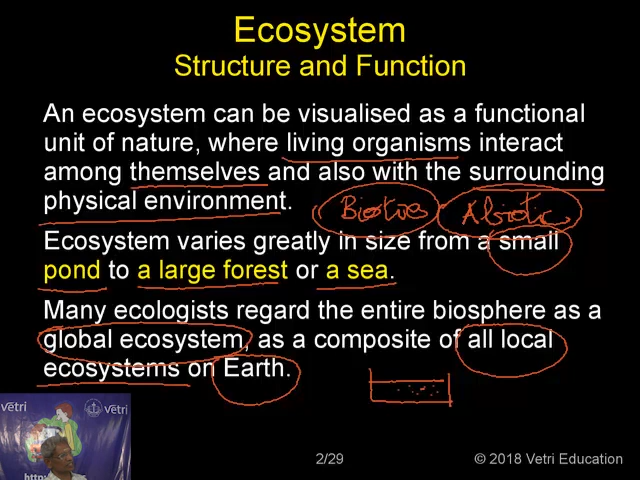 Ecosystem
Structure and Function
An ecosystem can be visualised as a functional
unit of nature, where living organisms interact
among themselves and also with the surrounding
physical environment.
Biotic Abiotic
Ecosystem varies greatly in size from a small
pond to a large forest or a sea.
Many ecologists regard the entire biosphere as a
global ecosystem, as a composite of all local
ecosystems on Earth.
vetri vetri
2/29
© 2018 Vetri Education